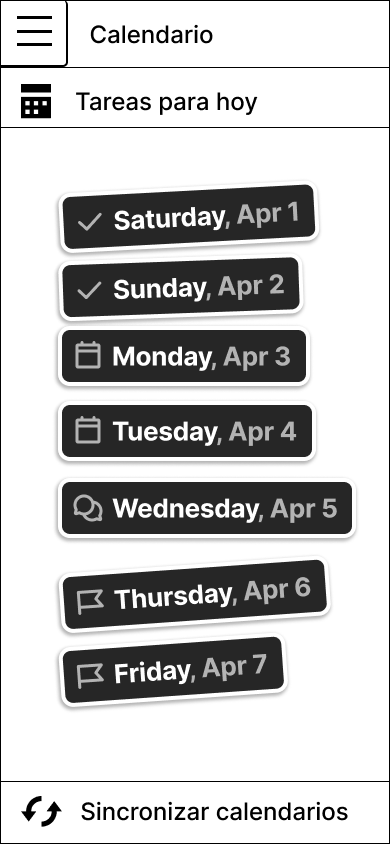 Calendario
Tareas para hoy
Saturday, Apr 1
Sunday, Apr 2
Monday, Apr 3
Tuesday, Apr 4
Wednesday, Apr 5
Thursday, Apr 6
Friday, Apr 7
Sincronizar calendarios